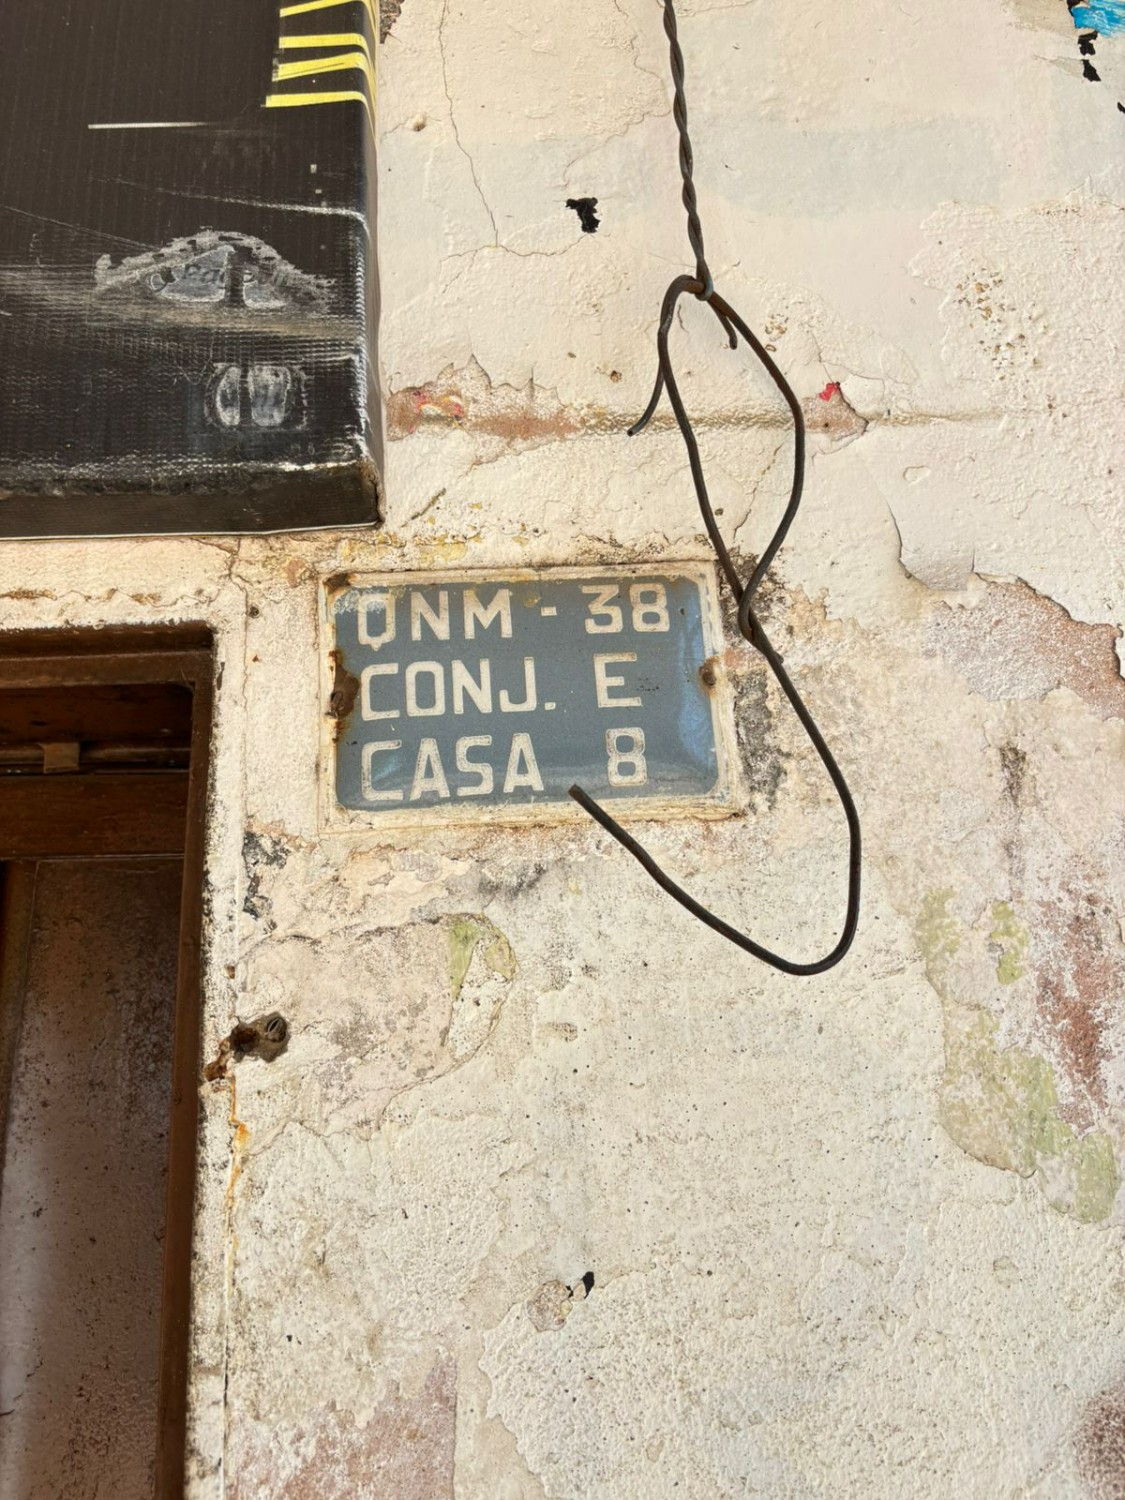 QNM - 38
CONJ. E
CASA 8